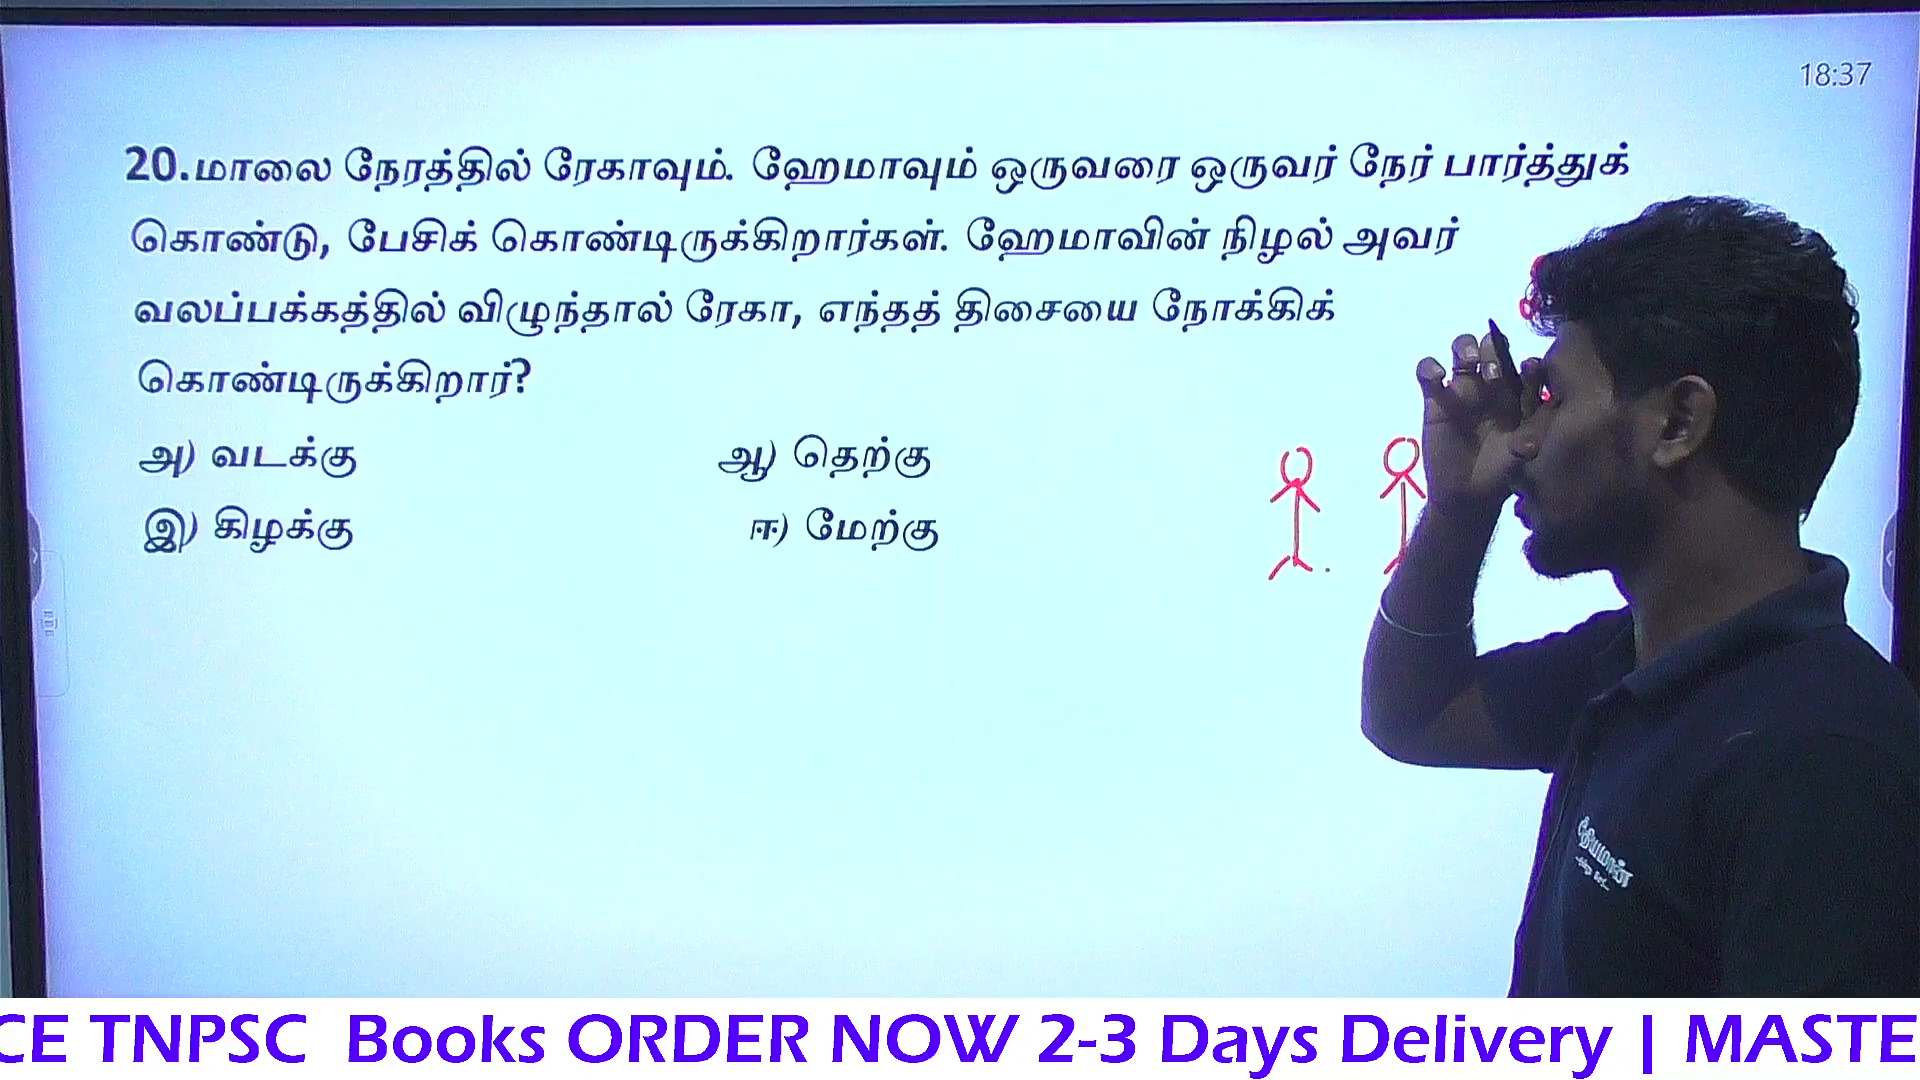 18:37
20.மாலை நேரத்தில் ரேகாவும். ஹேமாவும் ஒருவரை ஒருவர் நேர் பார்த்துக்
கொண்டு, பேசிக் கொண்டிருக்கிறார்கள். ஹேமாவின் நிழல் அவர்
வலப்பக்கத்தில் விழுந்தால் ரேகா, எந்தத் திசையை நோக்கிக்
கொண்டிருக்கிறார்?
அ) வடக்கு ஆ) தெற்கு
இ) கிழக்கு ஈ) மேற்கு
CE TNPSC Books ORDER NOW 2-3 Days Delivery | MASTE